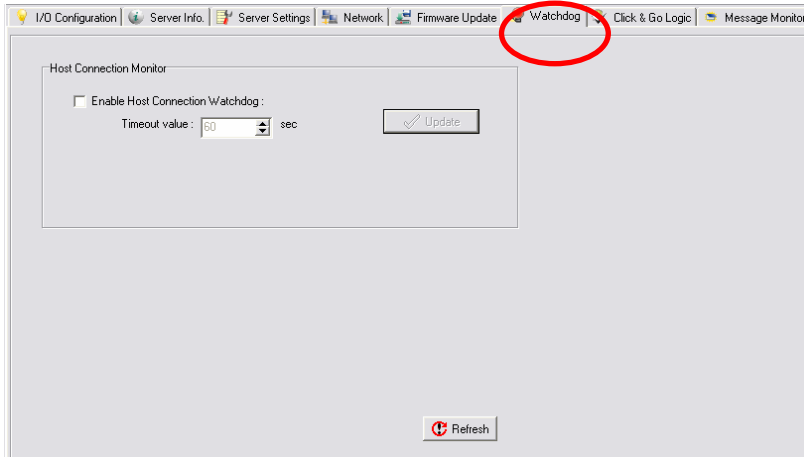 I/O Configuration Server Info. Server Settings Network Firmware Update Watchdog Click & Go Logic Message Monitor
Host Connection Monitor
Enable Host Connection Watchdog :
Timeout value : 60 sec
Update
Refresh